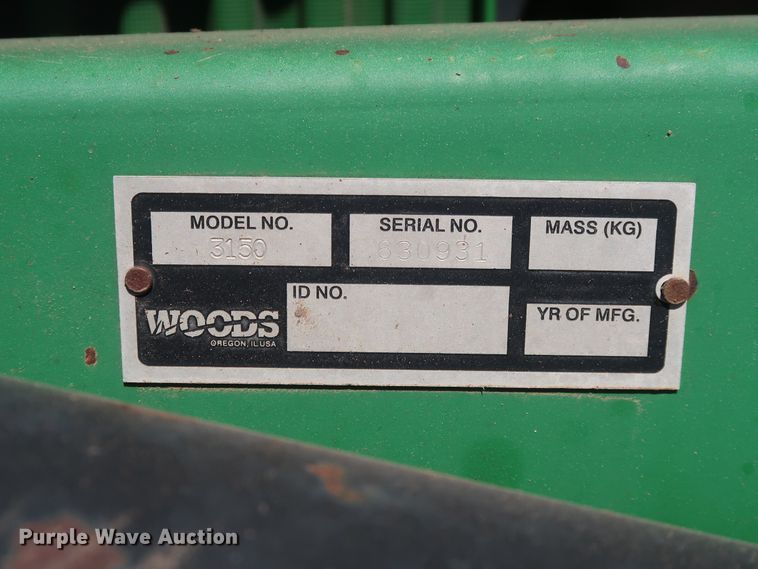 MODEL NO.
3150
SERIAL NO.
630931
MASS (KG)
ID NO.
YR OF MFG.
WOODS
OREGON, IL USA
Purple Wave Auction